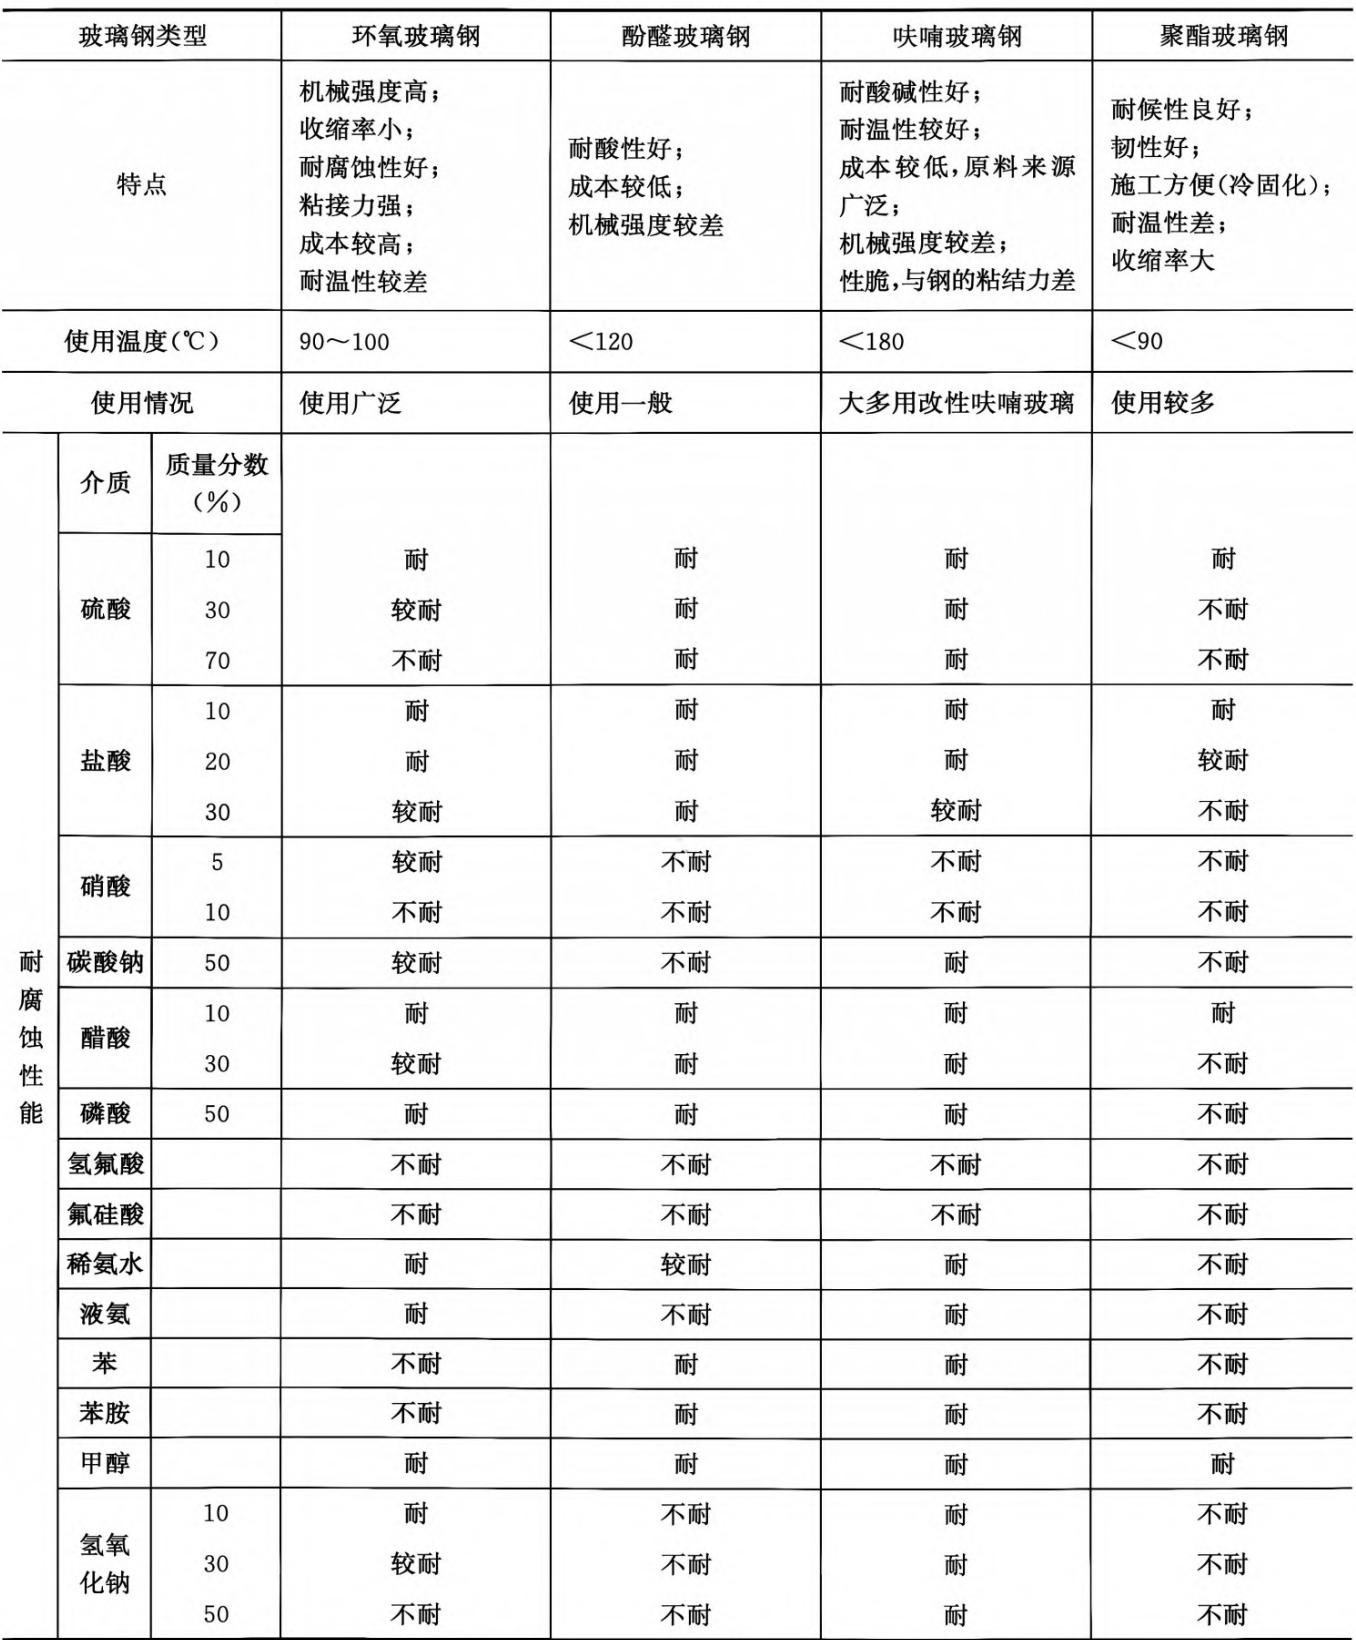 玻璃钢类型 环氧玻璃钢 酚醛玻璃钢 呋喃玻璃钢 聚酯玻璃钢
特点
机械强度高；
收缩率小；
耐腐蚀性好；
粘接力强；
成本较高；
耐温性较差
耐酸性好；
成本较低；
机械强度较差
耐酸碱性好；
耐温性较好；
成本较低，原料来源
广泛；
机械强度较差；
性脆，与钢的粘结力差
耐候性良好；
韧性好；
施工方便（冷固化）；
耐温性差；
收缩率大
使用温度(℃) 90～100 ＜120 ＜180 ＜90
使用情况 使用广泛 使用一般 大多用改性呋喃玻璃 使用较多
耐
腐
蚀
性
能
介质 质量分数
(%)
硫酸
10 耐 耐 耐 耐
30 较耐 耐 耐 不耐
70 不耐 耐 耐 不耐
盐酸
10 耐 耐 耐 耐
20 耐 耐 耐 较耐
30 较耐 耐 较耐 不耐
硝酸
5 较耐 不耐 不耐 不耐
10 不耐 不耐 不耐 不耐
碳酸钠 50 较耐 不耐 耐 不耐
醋酸
10 耐 耐 耐 耐
30 较耐 耐 耐 不耐
磷酸 50 耐 耐 耐 不耐
氢氟酸 不耐 不耐 不耐 不耐
氟硅酸 不耐 不耐 不耐 不耐
稀氨水 耐 较耐 耐 不耐
液氨 耐 不耐 耐 不耐
苯 不耐 耐 耐 不耐
苯胺 不耐 耐 耐 不耐
甲醇 耐 耐 耐 耐
氢氧
化钠
10 耐 不耐 耐 不耐
30 较耐 不耐 耐 不耐
50 不耐 不耐 耐 不耐